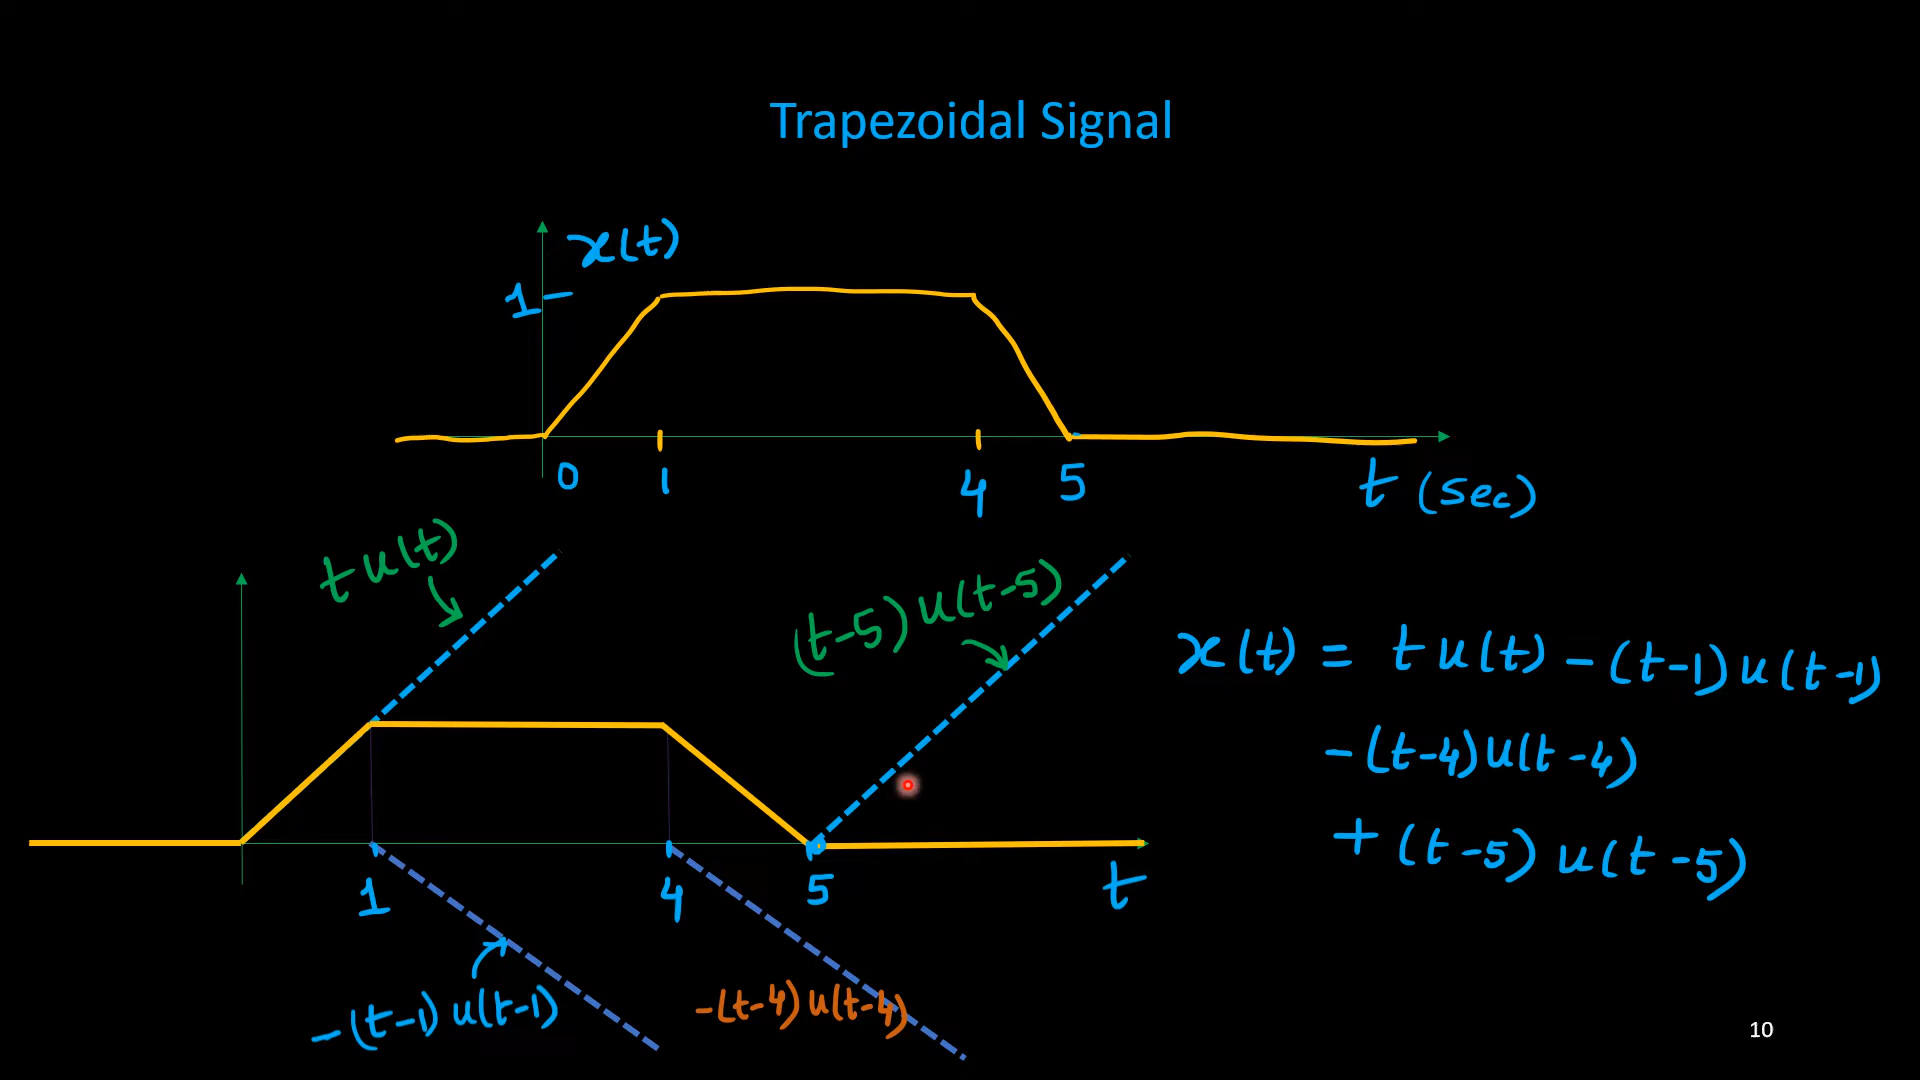 Trapezoidal Signal
x(t)
1
0 1 4 5 t (sec)
t u(t)
(t-5) u(t-5)
x(t) = t u(t) - (t-1) u(t-1)
- (t-4) u(t-4)
+ (t-5) u(t-5)
1 4 5 t
-(t-1) u(t-1)
-(t-4) u(t-4)
10